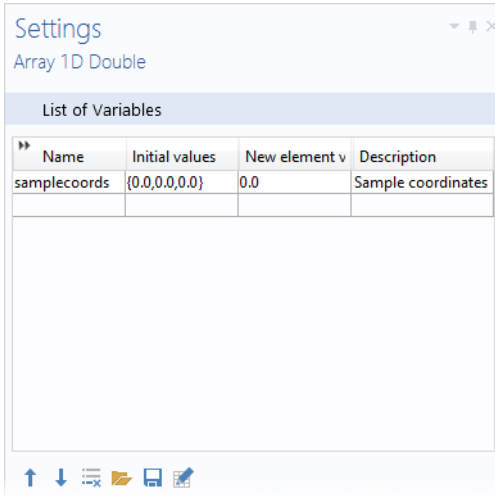 Settings
Array 1D Double
List of Variables
Name Initial values New element v Description
samplecoords {0.0,0.0,0.0} 0.0 Sample coordinates